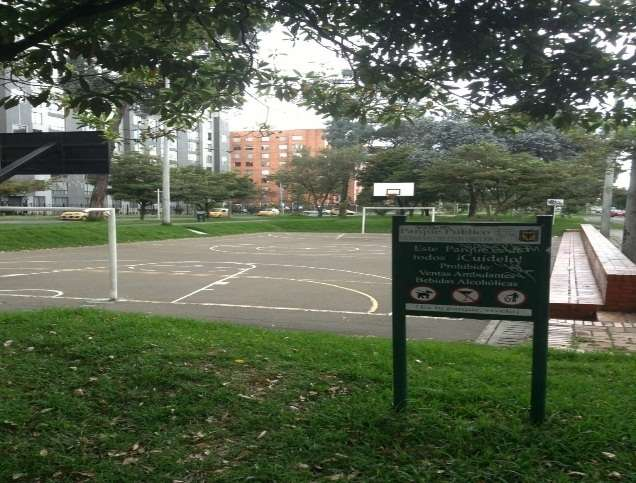 Parque Público
Este Parque es de
todos ¡Cuídelo!
Prohibido
Ventas Ambulantes
Bebidas Alcohólicas